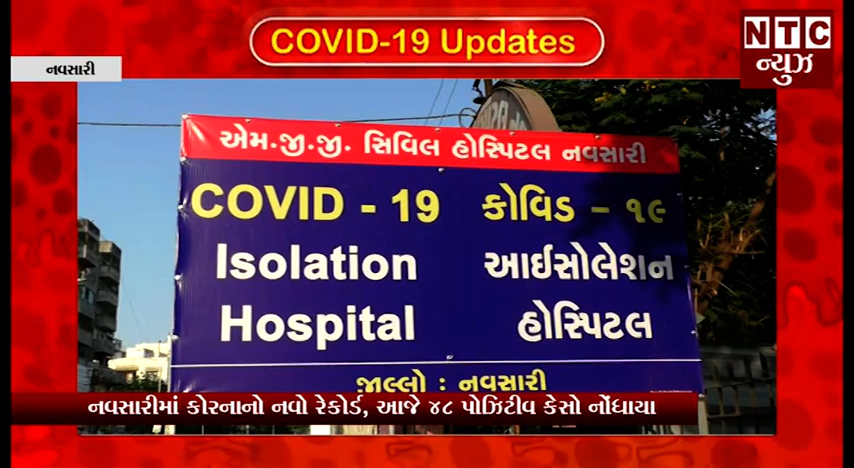 COVID-19 Updates
NTC
ન્યુઝ
નવસારી
એમ.જી.જી. સિવિલ હોસ્પિટલ નવસારી
COVID - 19 કોવિડ - ૧૯
Isolation આઈસોલેશન
Hospital હોસ્પિટલ
જીલ્લો : નવસારી
નવસારીમાં કોરનાનો નવો રેકોર્ડ, આજે ૪૮ પોઝિટીવ કેસો નોંધાયા